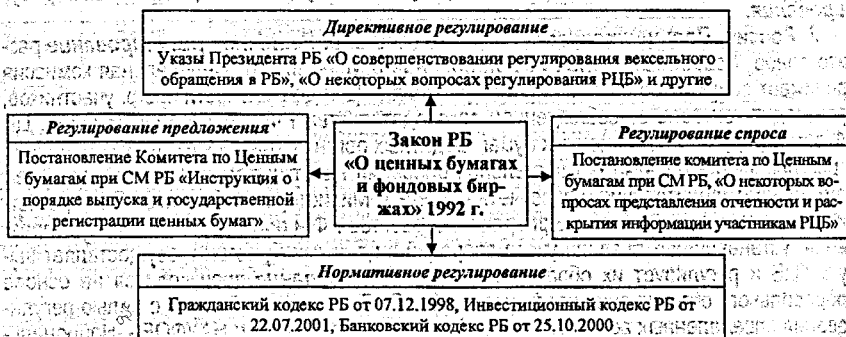 Директивное регулирование
Указы Президента РБ «О совершенствовании регулирования вексельного
обращения в РБ», «О некоторых вопросах регулирования РЦБ» и другие
Регулирование предложения
Постановление Комитета по Ценным
бумагам при СМ РБ «Инструкция о
порядке выпуска и государственной
регистрации ценных бумаг»
Закон РБ
«О ценных бумагах
и фондовых бир-
жах» 1992 г.
Регулирование спроса
Постановление комитета по Ценным
бумагам при СМ РБ, «О некоторых во-
просах представления отчетности и рас-
крытия информации участникам РЦБ»
Нормативное регулирование
Гражданский кодекс РБ от 07.12.1998, Инвестиционный кодекс РБ от
22.07.2001, Банковский кодекс РБ от 25.10.2000